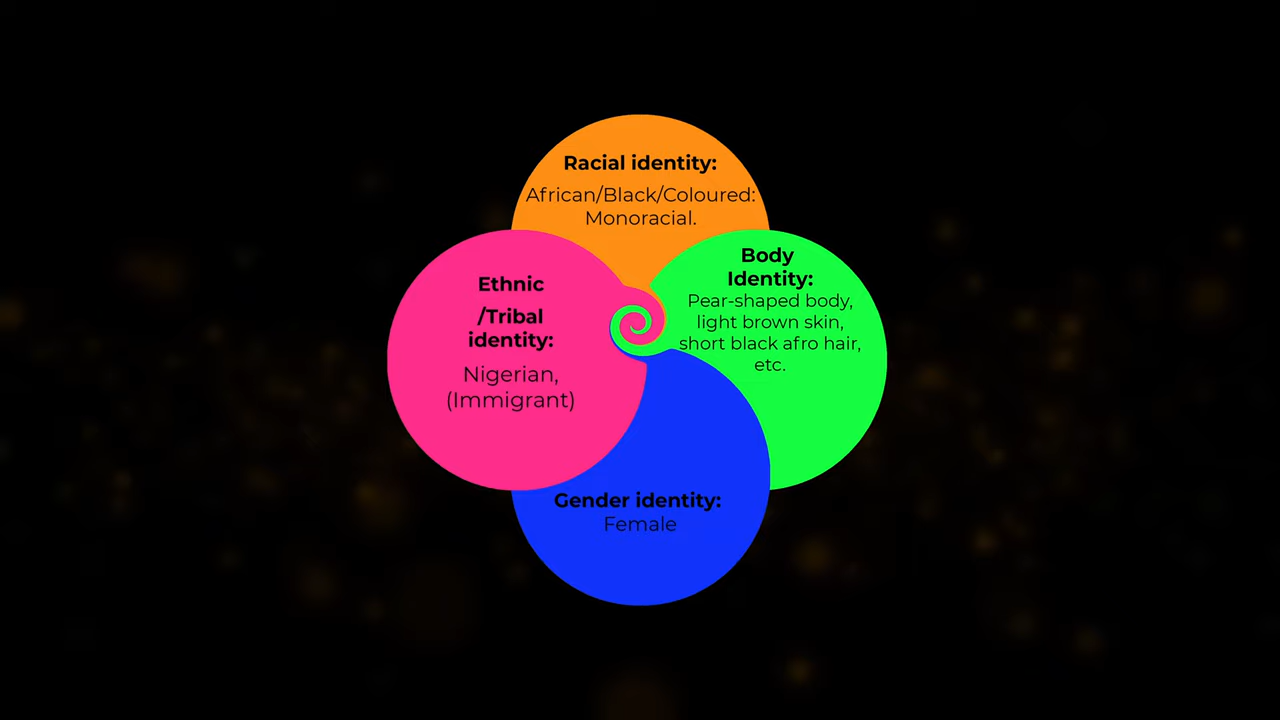 Racial identity:
African/Black/Coloured:
Monoracial.
Ethnic
/Tribal
identity:
Nigerian,
(Immigrant)
Body
Identity:
Pear-shaped body,
light brown skin,
short black afro hair,
etc.
Gender identity:
Female